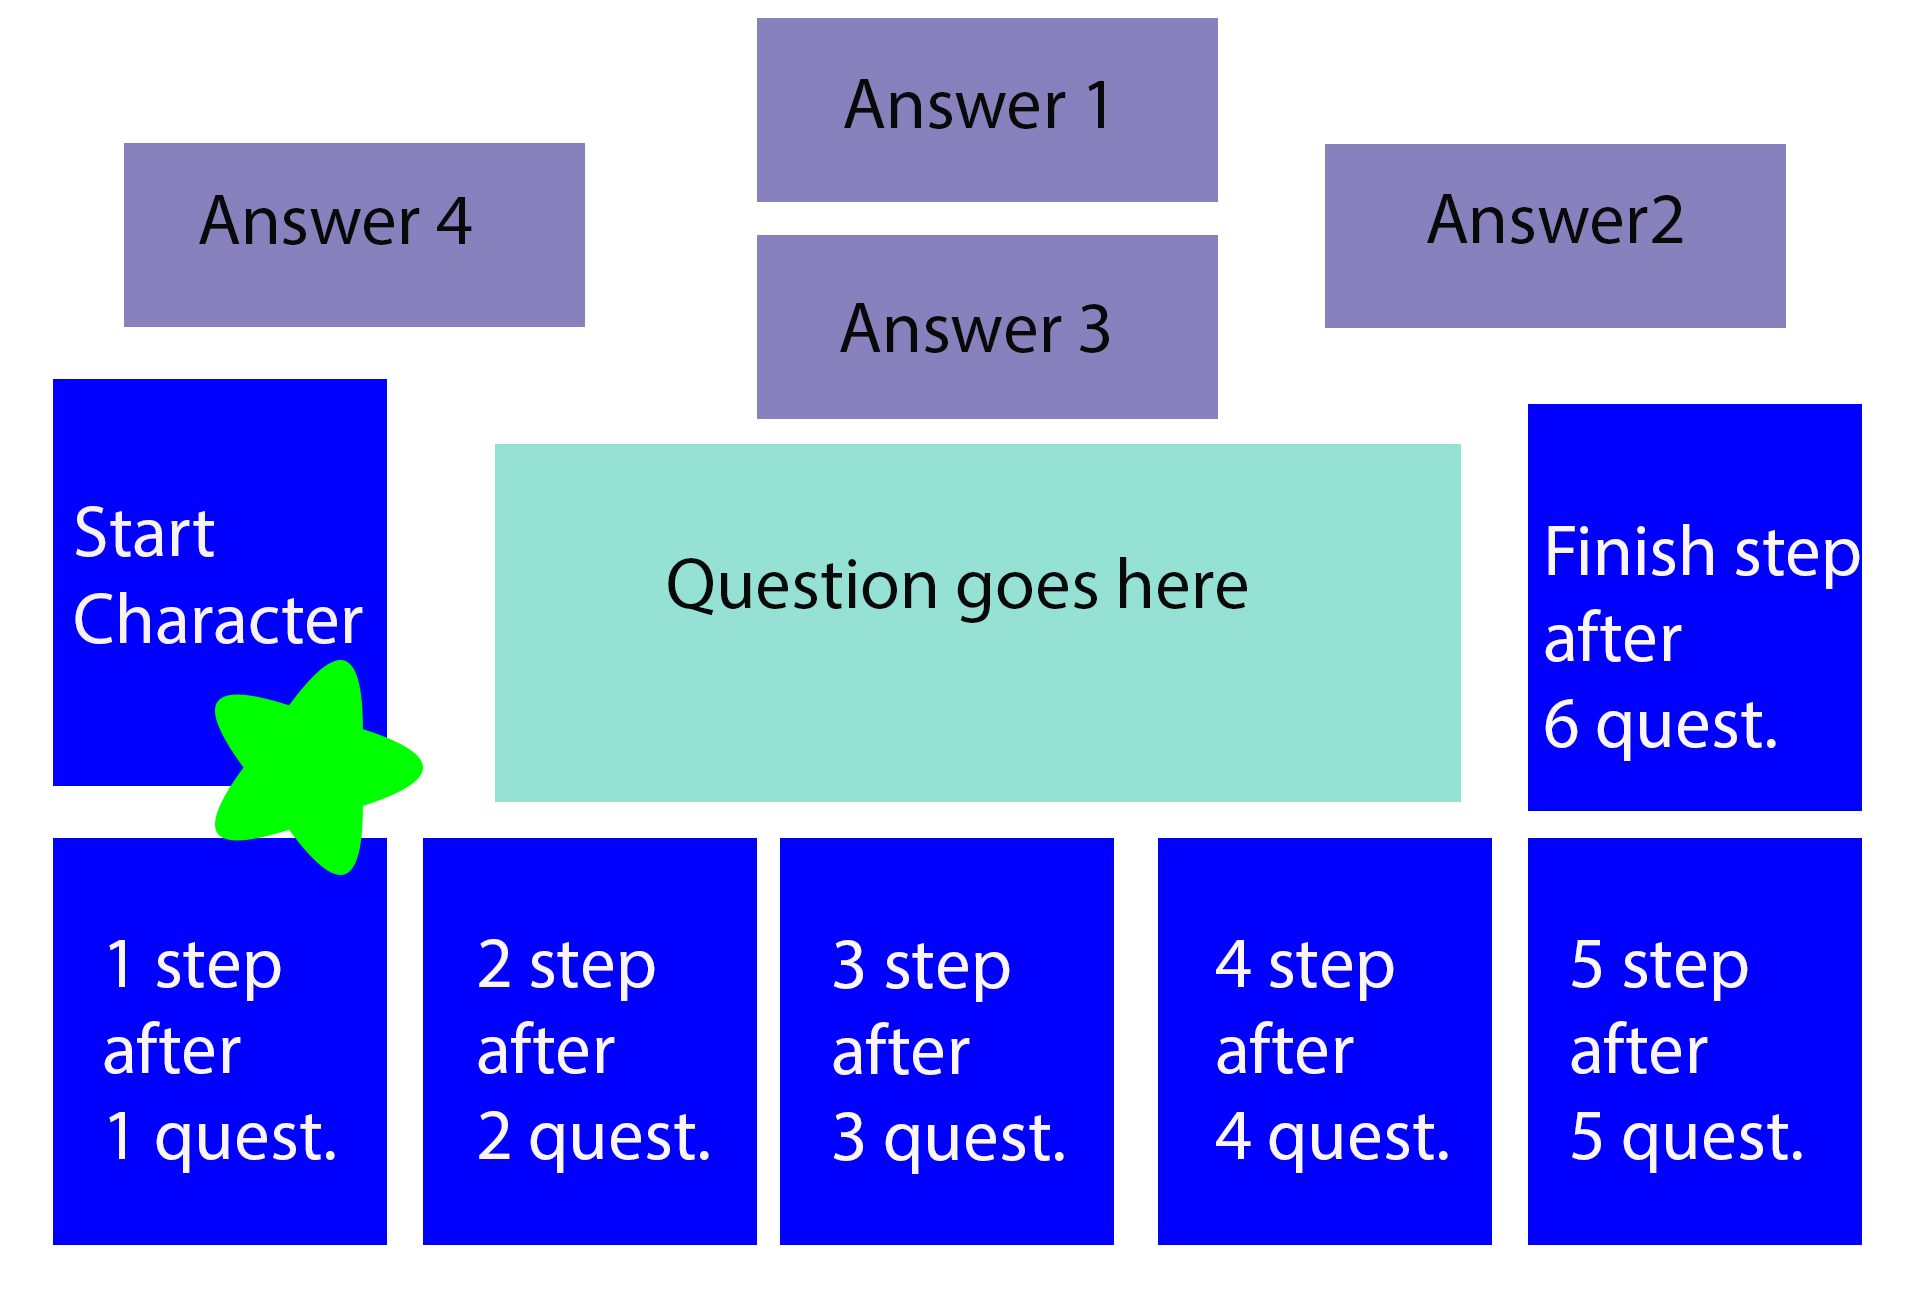 Answer 1
Answer 4
Answer2
Answer 3
Start
Character
Question goes here
Finish step
after
6 quest.
1 step
after
1 quest.
2 step
after
2 quest.
3 step
after
3 quest.
4 step
after
4 quest.
5 step
after
5 quest.